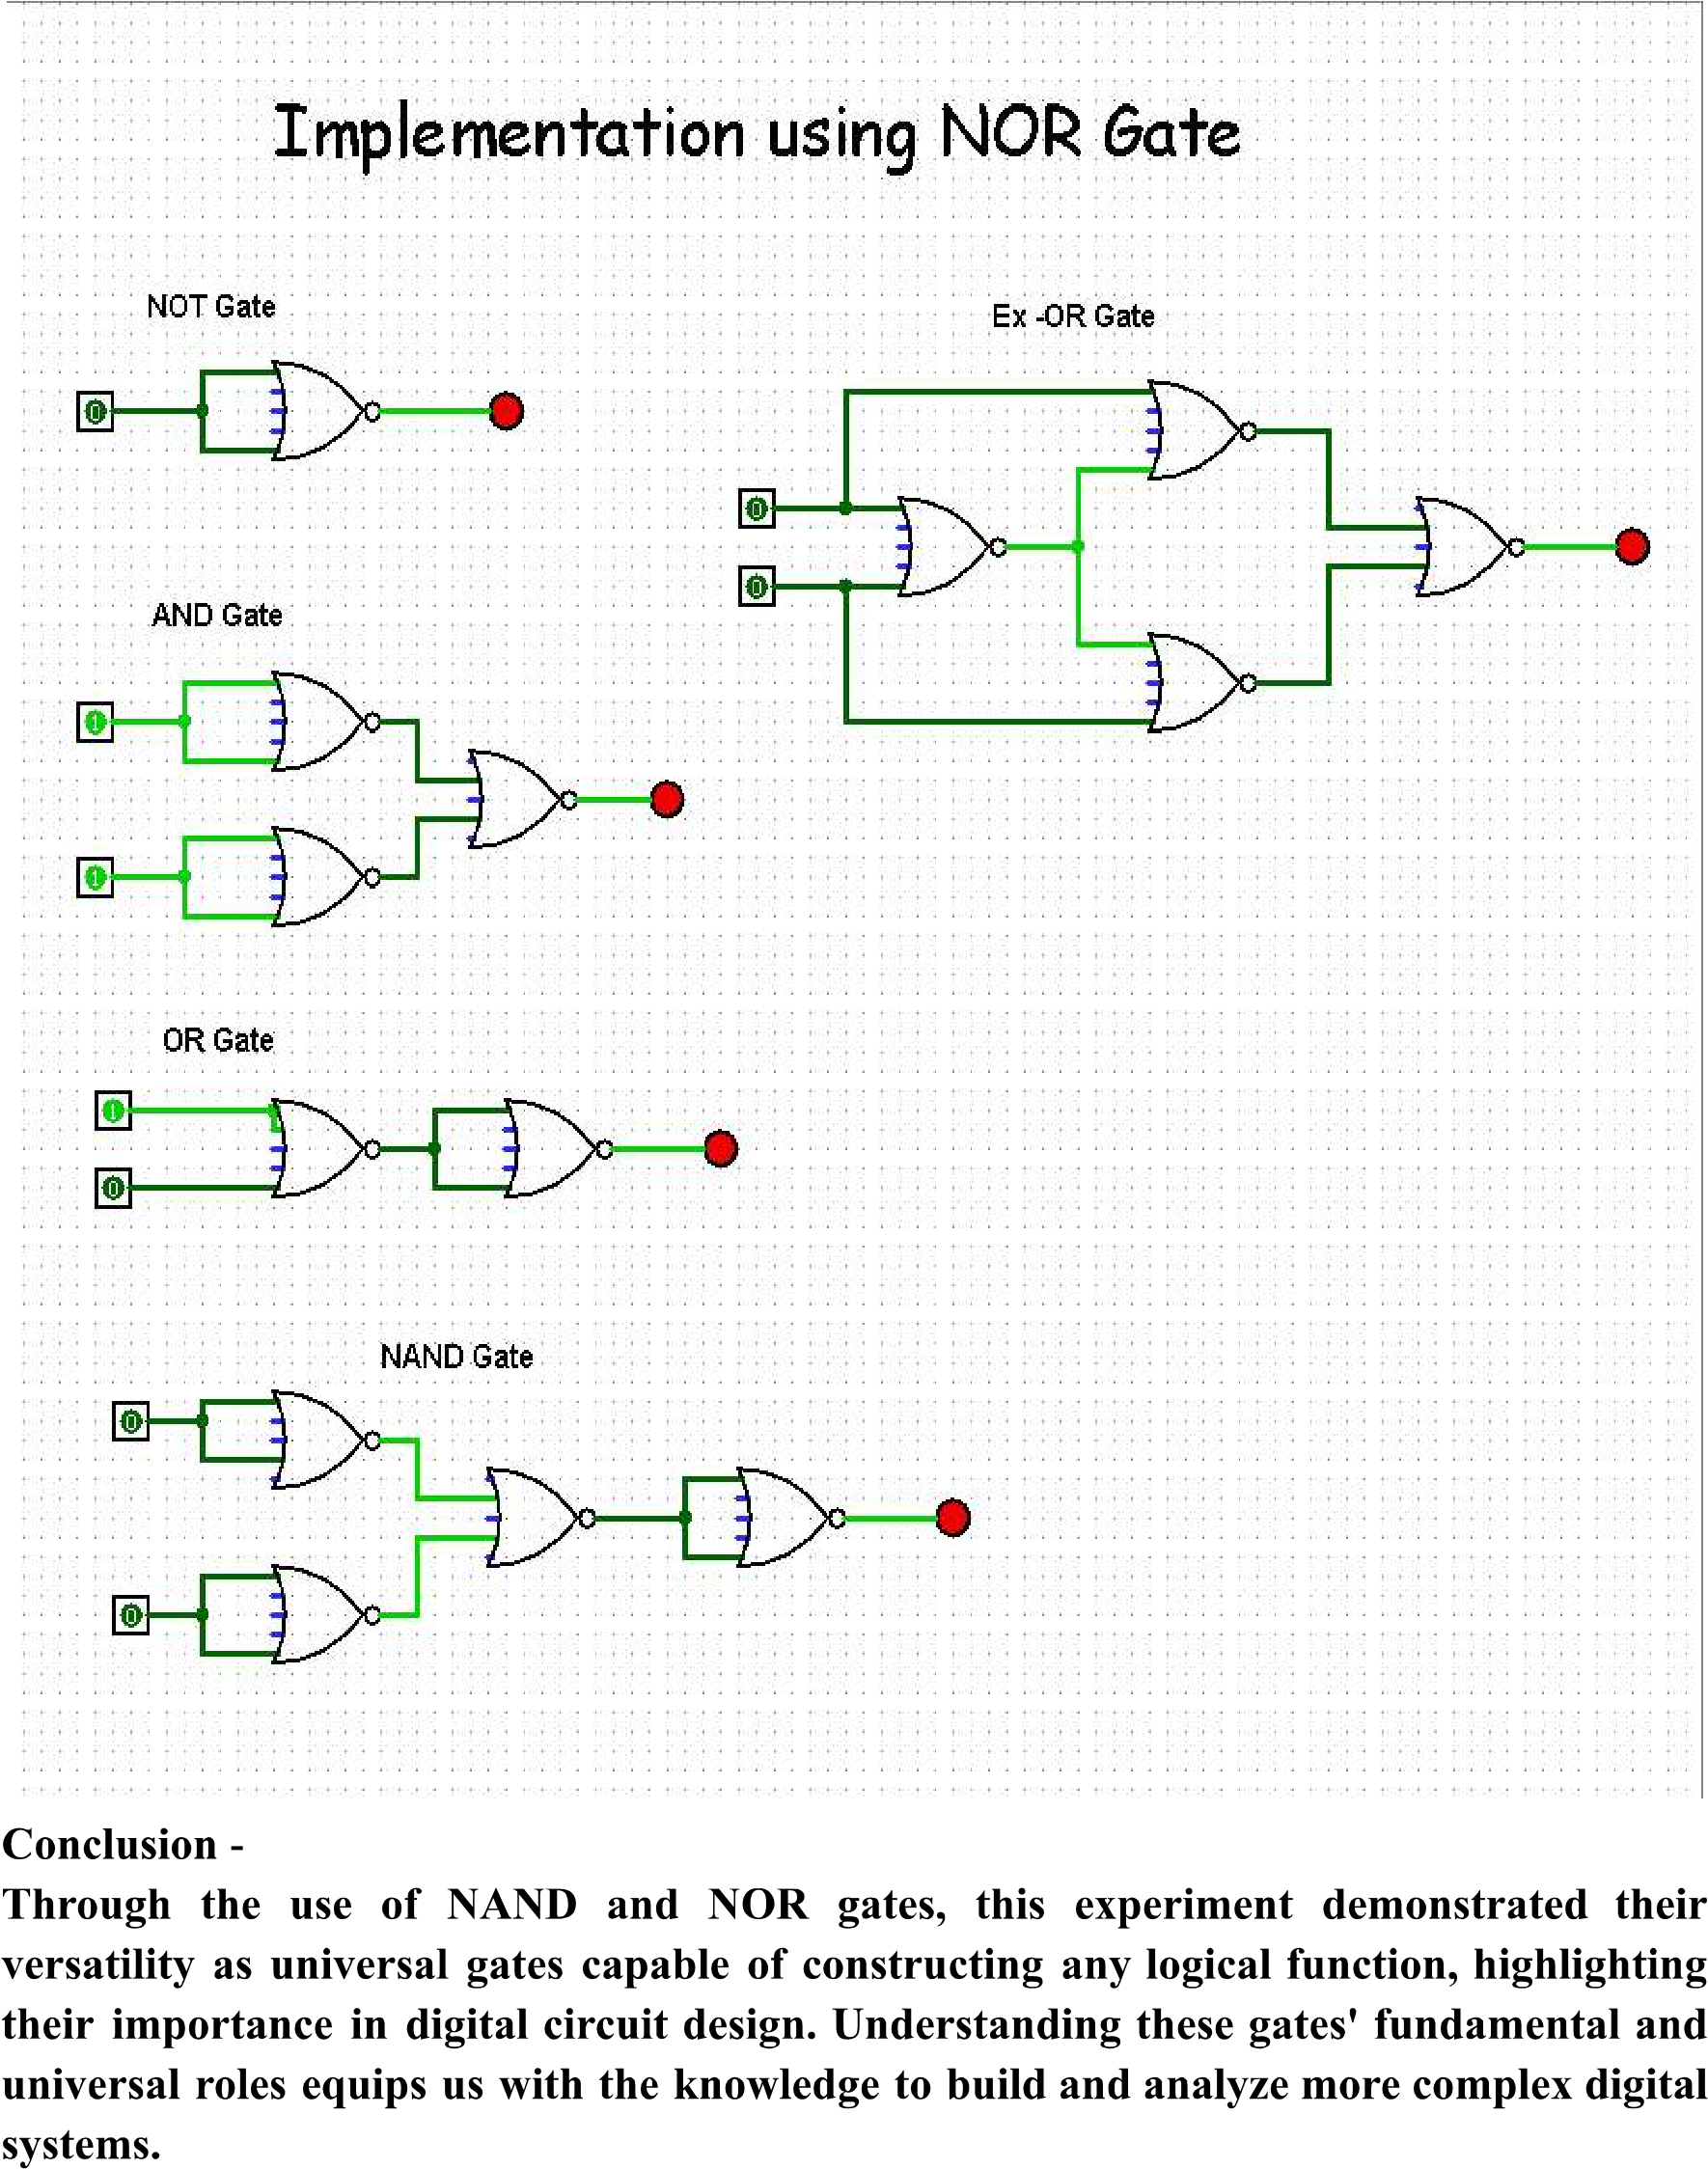 Implementation using NOR Gate
NOT Gate
0
Ex -OR Gate
0
0
AND Gate
1
1
OR Gate
1
0
NAND Gate
0
0
Conclusion -
Through the use of NAND and NOR gates, this experiment demonstrated their
versatility as universal gates capable of constructing any logical function, highlighting
their importance in digital circuit design. Understanding these gates' fundamental and
universal roles equips us with the knowledge to build and analyze more complex digital
systems.